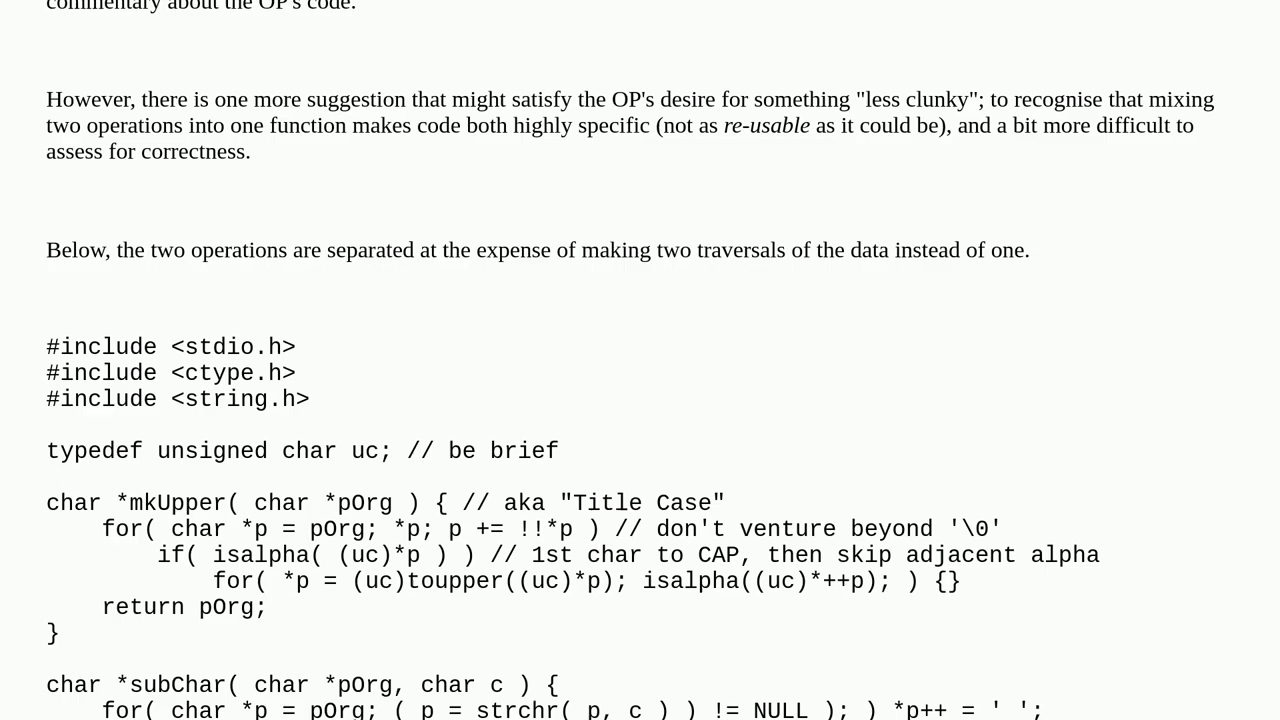 commentary about the OP's code.
However, there is one more suggestion that might satisfy the OP's desire for something "less clunky"; to recognise that mixing
two operations into one function makes code both highly specific (not as re-usable as it could be), and a bit more difficult to
assess for correctness.
Below, the two operations are separated at the expense of making two traversals of the data instead of one.
#include <stdio.h>
#include <ctype.h>
#include <string.h>
typedef unsigned char uc; // be brief
char *mkUpper( char *pOrg ) { // aka "Title Case"
    for( char *p = pOrg; *p; p += !!*p ) // don't venture beyond '\0'
        if( isalpha( (uc)*p ) ) // 1st char to CAP, then skip adjacent alpha
            for( *p = (uc)toupper((uc)*p); isalpha((uc)*++p); ) {}
    return pOrg;
}
char *subChar( char *pOrg, char c ) {
    for( char *p = pOrg; ( p = strchr( p, c ) ) != NULL ); ) *p++ = ' ';